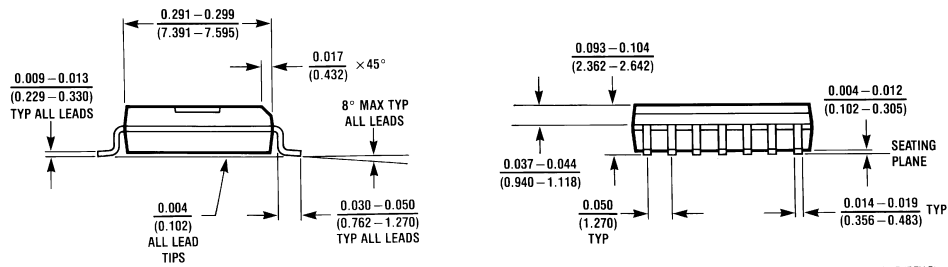 0.291 – 0.299
(7.391 – 7.595)
0.017
(0.432) ×45°
0.009 – 0.013
(0.229 – 0.330)
TYP ALL LEADS
8° MAX TYP
ALL LEADS
0.004
(0.102)
ALL LEAD
TIPS
0.030 – 0.050
(0.762 – 1.270)
TYP ALL LEADS
0.093 – 0.104
(2.362 – 2.642)
0.004 – 0.012
(0.102 – 0.305)
SEATING
PLANE
0.037 – 0.044
(0.940 – 1.118)
0.050
(1.270)
TYP
0.014 – 0.019 TYP
(0.356 – 0.483)